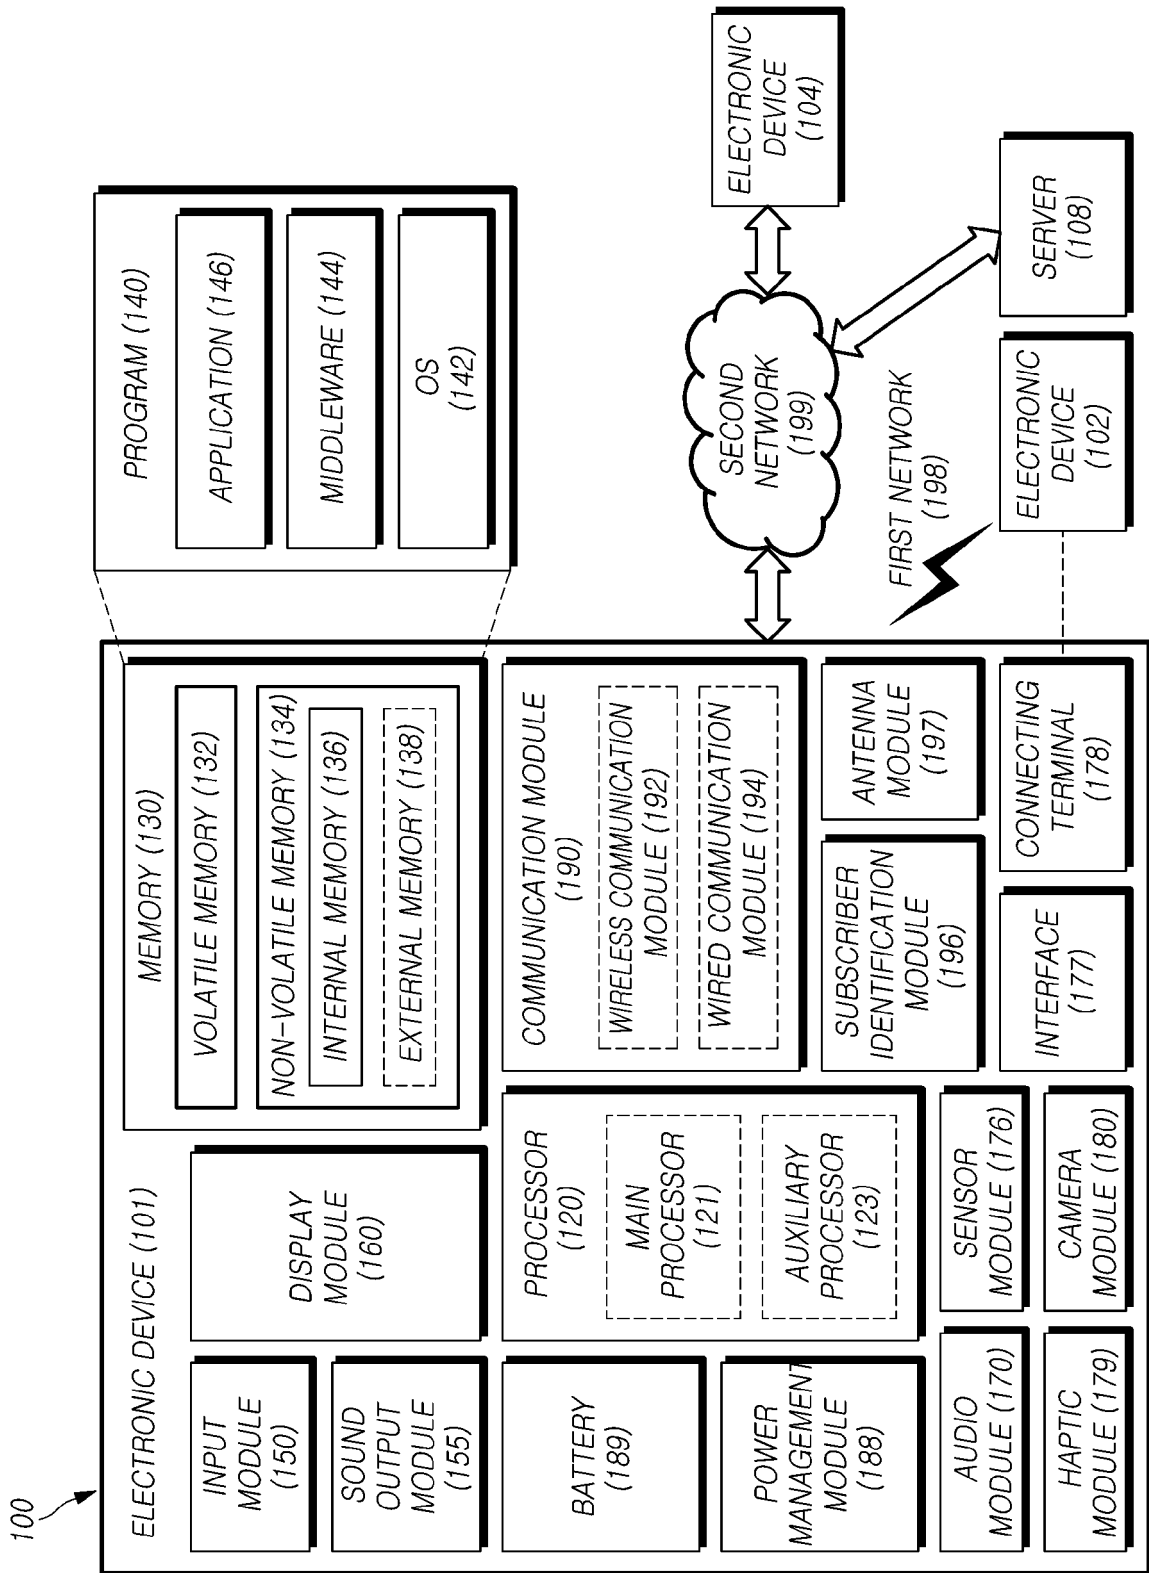 100
ELECTRONIC DEVICE (101)
INPUT
MODULE
(150)
SOUND
OUTPUT
MODULE
(155)
DISPLAY
MODULE
(160)
MEMORY (130)
VOLATILE MEMORY (132)
NON-VOLATILE MEMORY (134)
INTERNAL MEMORY (136)
EXTERNAL MEMORY (138)
PROGRAM (140)
APPLICATION (146)
MIDDLEWARE (144)
OS
(142)
BATTERY
(189)
POWER
MANAGEMENT
MODULE
(188)
PROCESSOR
(120)
MAIN
PROCESSOR
(121)
AUXILIARY
PROCESSOR
(123)
COMMUNICATION MODULE
(190)
WIRELESS COMMUNICATION
MODULE (192)
WIRED COMMUNICATION
MODULE (194)
SUBSCRIBER
IDENTIFICATION
MODULE
(196)
ANTENNA
MODULE
(197)
AUDIO
MODULE (170)
SENSOR
MODULE (176)
HAPTIC
MODULE (179)
CAMERA
MODULE (180)
INTERFACE
(177)
CONNECTING
TERMINAL
(178)
SECOND
NETWORK
(199)
ELECTRONIC
DEVICE
(104)
FIRST NETWORK
(198)
ELECTRONIC
DEVICE
(102)
SERVER
(108)